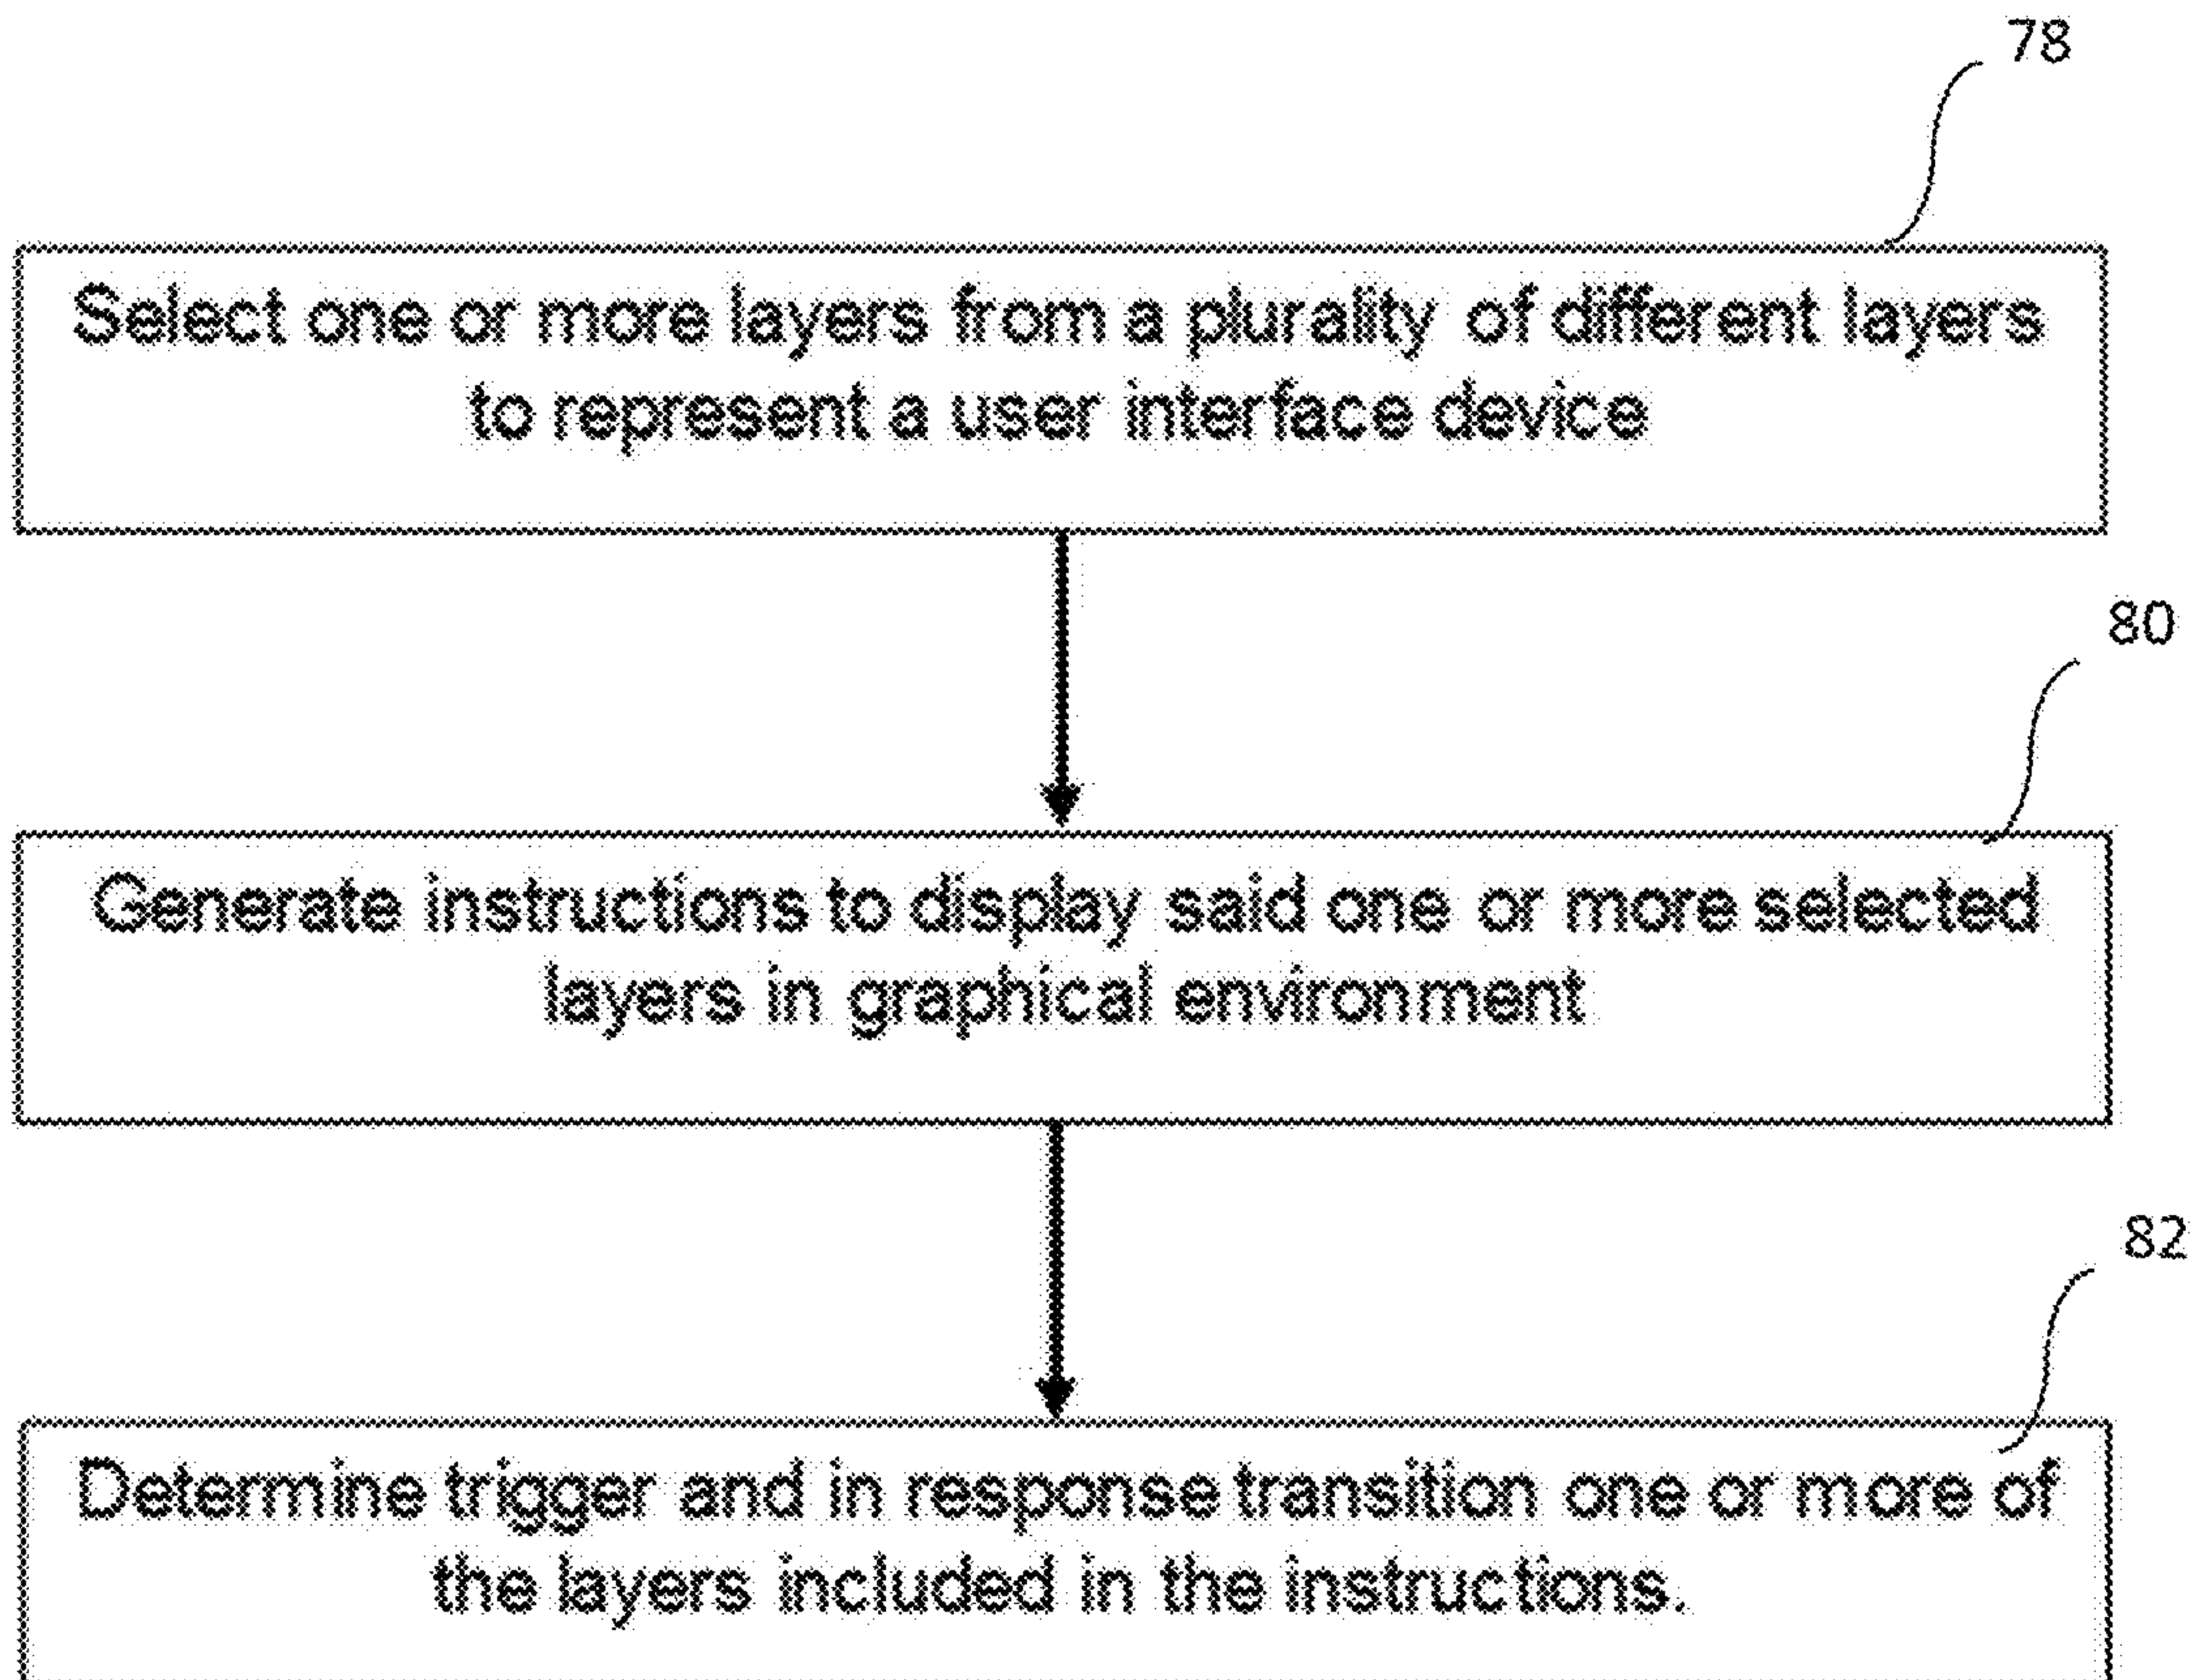 78
Select one or more layers from a plurality of different layers
to represent a user interface device
80
Generate instructions to display said one or more selected
layers in graphical environment
82
Determine trigger and in response transition one or more of
the layers included in the instructions.